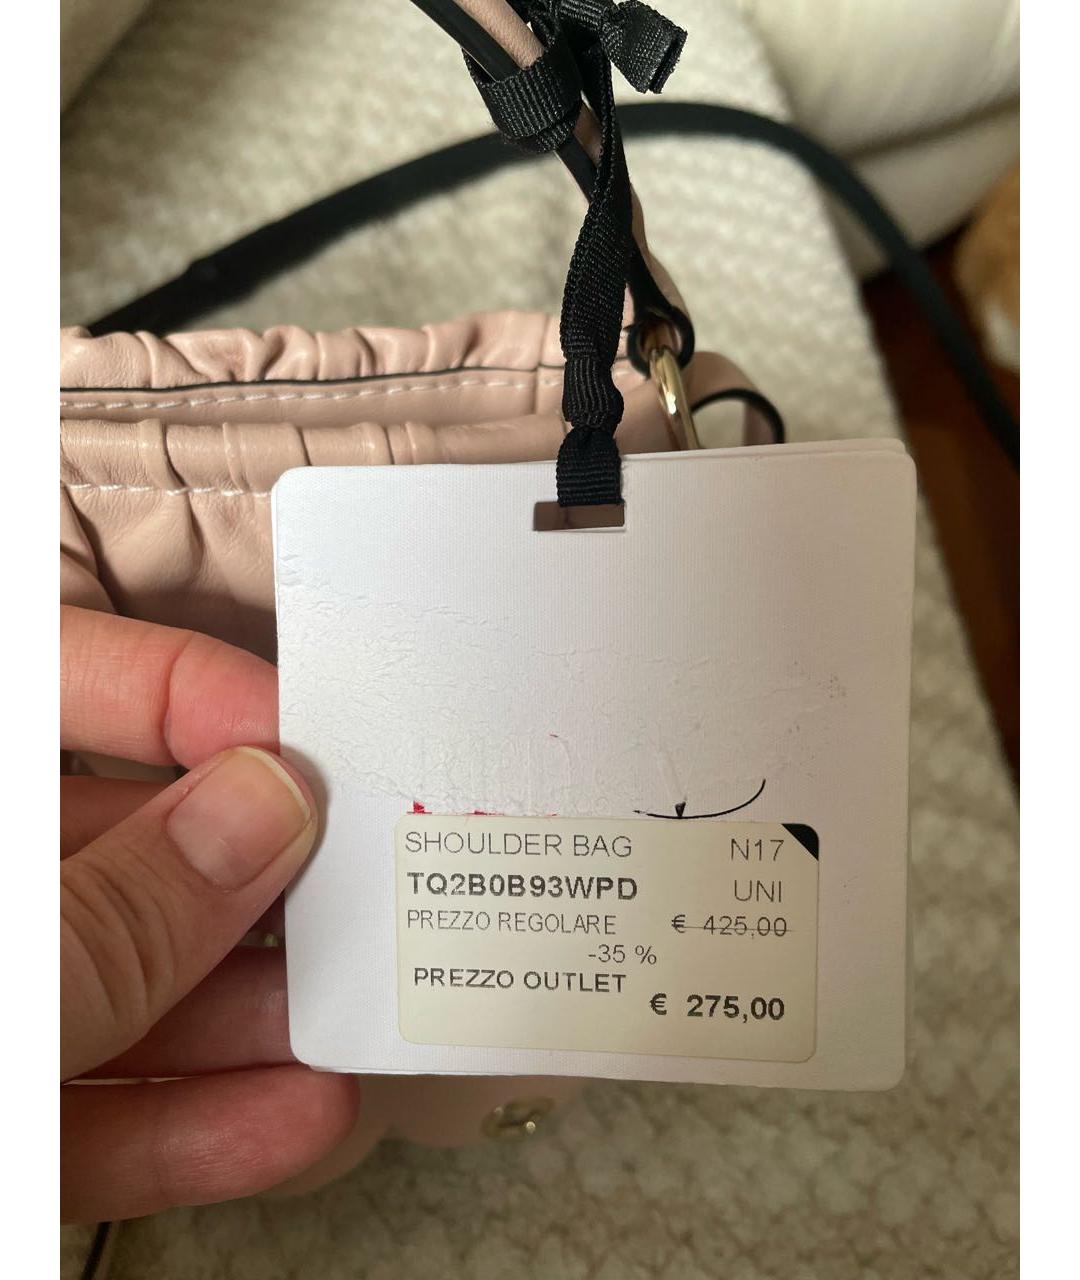 SHOULDER BAG N17
TQ2B0B93WPD UNI
PREZZO REGOLARE € 425,00
-35 %
PREZZO OUTLET
€ 275,00